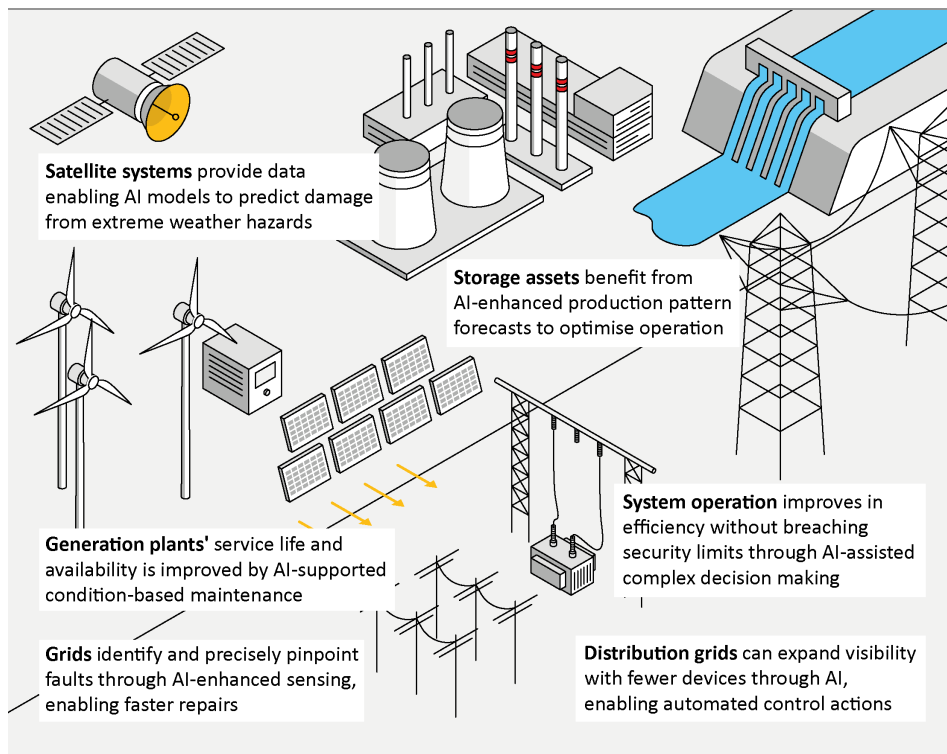 Satellite systems provide data
enabling AI models to predict damage
from extreme weather hazards
Storage assets benefit from
AI-enhanced production pattern
forecasts to optimise operation
Generation plants' service life and
availability is improved by AI-supported
condition-based maintenance
System operation improves in
efficiency without breaching
security limits through AI-assisted
complex decision making
Grids identify and precisely pinpoint
faults through AI-enhanced sensing,
enabling faster repairs
Distribution grids can expand visibility
with fewer devices through AI,
enabling automated control actions